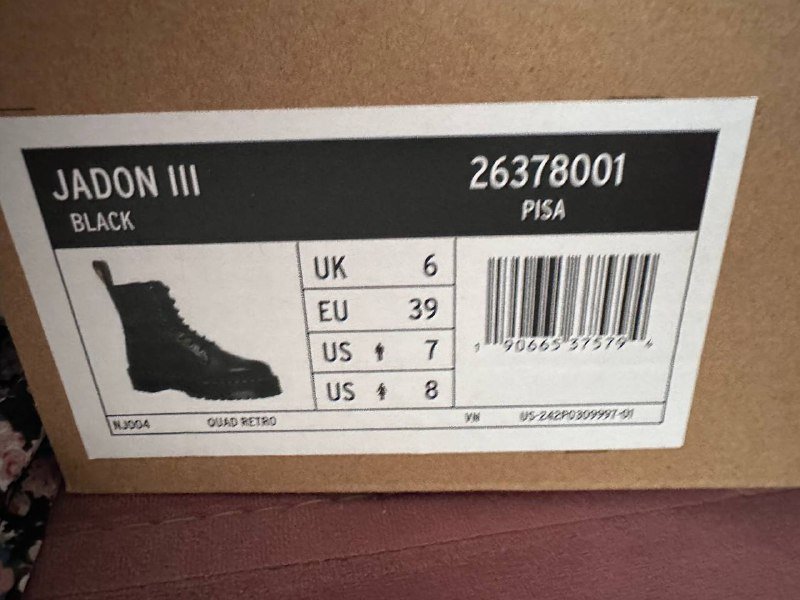 JADON III
BLACK
26378001
PISA
UK 6
EU 39
US 7
US 8
1 90665 37579 4
NJ004 QUAD RETRO VN US-242P0309997-01